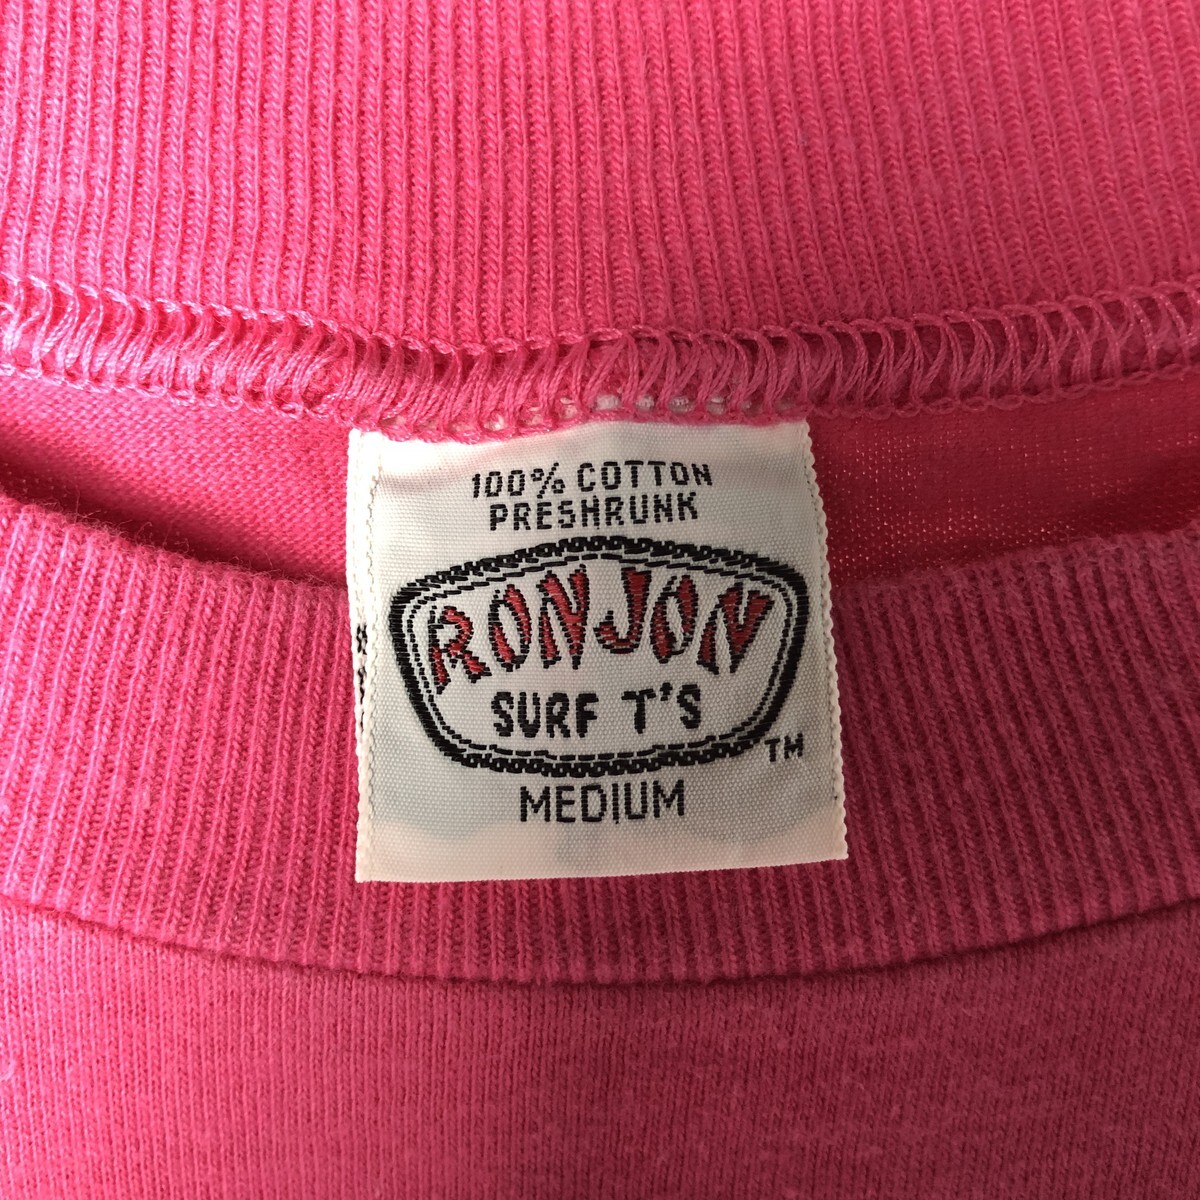 100% COTTON
PRESHRUNK
RON JON
SURF T'S
TM
MEDIUM